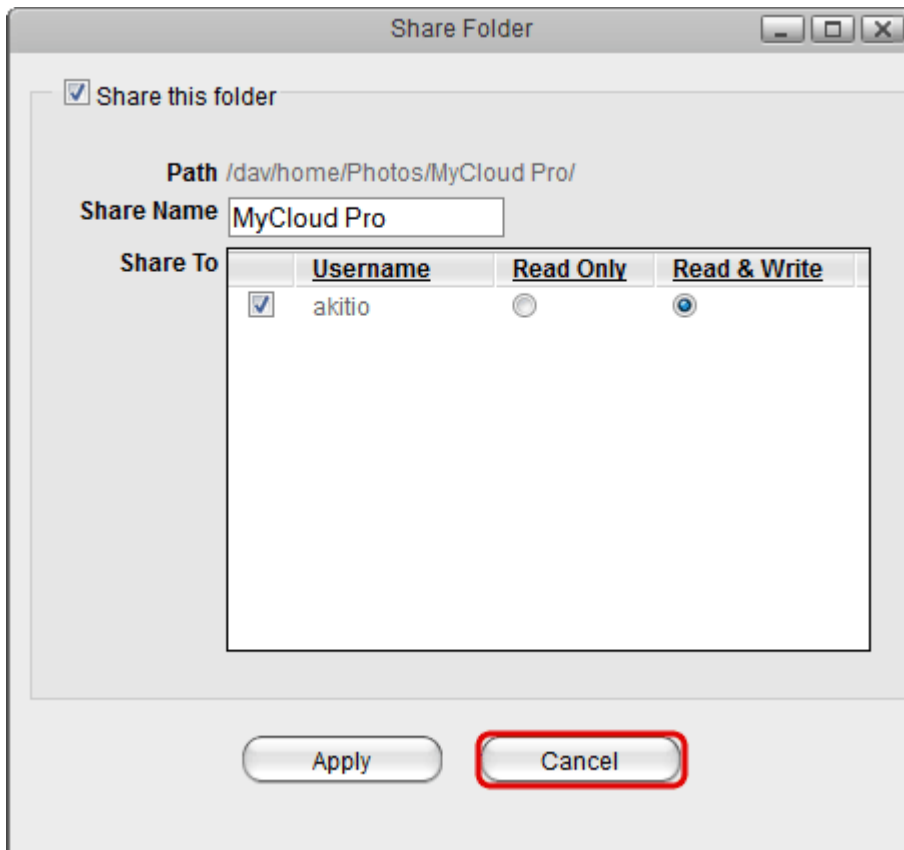 Share Folder
Share this folder
Path /dav/home/Photos/MyCloud Pro/
Share Name MyCloud Pro
Share To
Username Read Only Read & Write
akitio
Apply Cancel